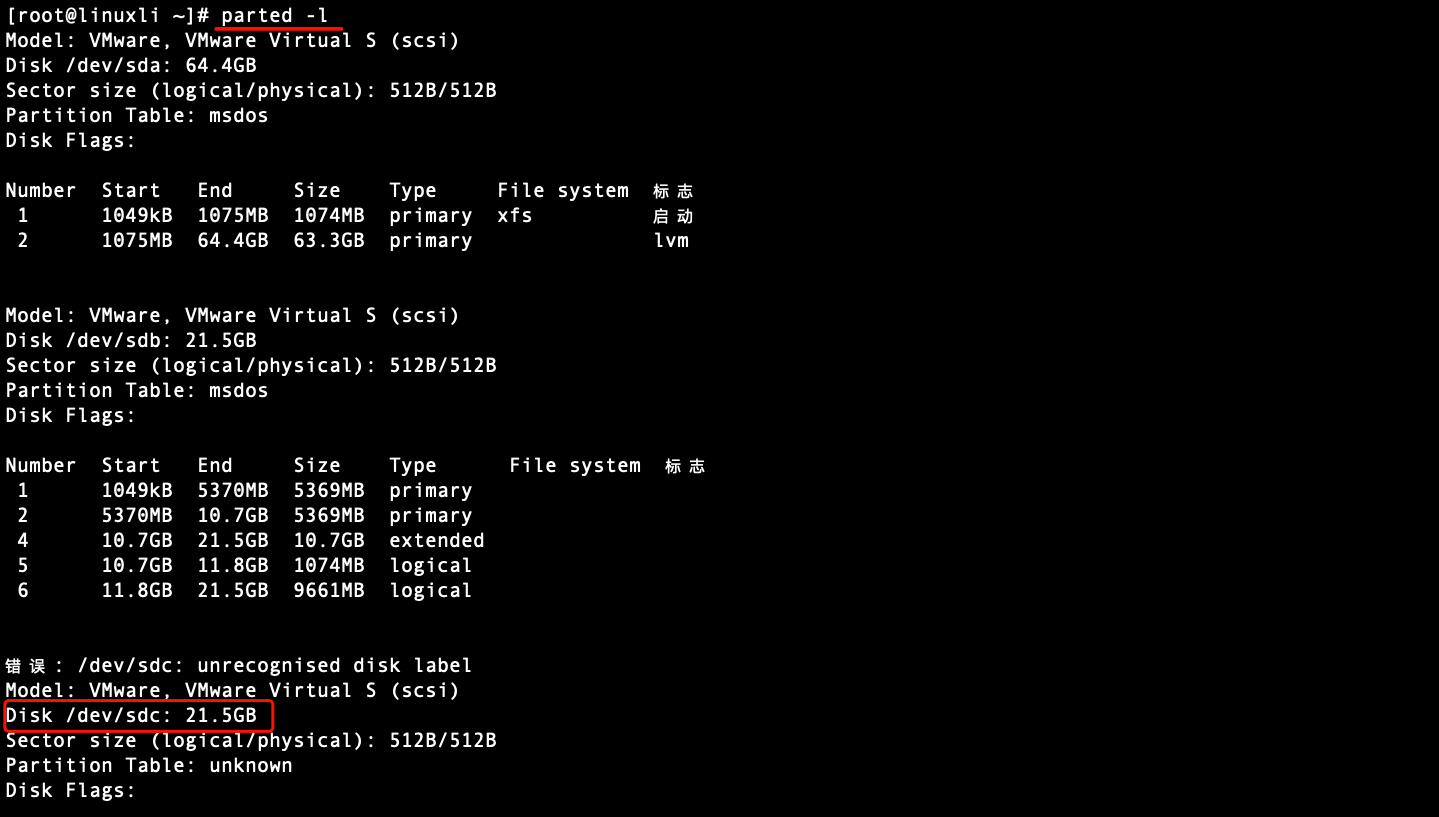 [root@linuxli ~]# parted -l
Model: VMware, VMware Virtual S (scsi)
Disk /dev/sda: 64.4GB
Sector size (logical/physical): 512B/512B
Partition Table: msdos
Disk Flags:
Number  Start   End     Size    Type     File system  标志
 1      1049kB  1075MB  1074MB  primary  xfs          启动
 2      1075MB  64.4GB  63.3GB  primary               lvm
Model: VMware, VMware Virtual S (scsi)
Disk /dev/sdb: 21.5GB
Sector size (logical/physical): 512B/512B
Partition Table: msdos
Disk Flags:
Number  Start   End     Size    Type      File system  标志
 1      1049kB  5370MB  5369MB  primary
 2      5370MB  10.7GB  5369MB  primary
 4      10.7GB  21.5GB  10.7GB  extended
 5      10.7GB  11.8GB  1074MB  logical
 6      11.8GB  21.5GB  9661MB  logical
错误: /dev/sdc: unrecognised disk label
Model: VMware, VMware Virtual S (scsi)
Disk /dev/sdc: 21.5GB
Sector size (logical/physical): 512B/512B
Partition Table: unknown
Disk Flags: